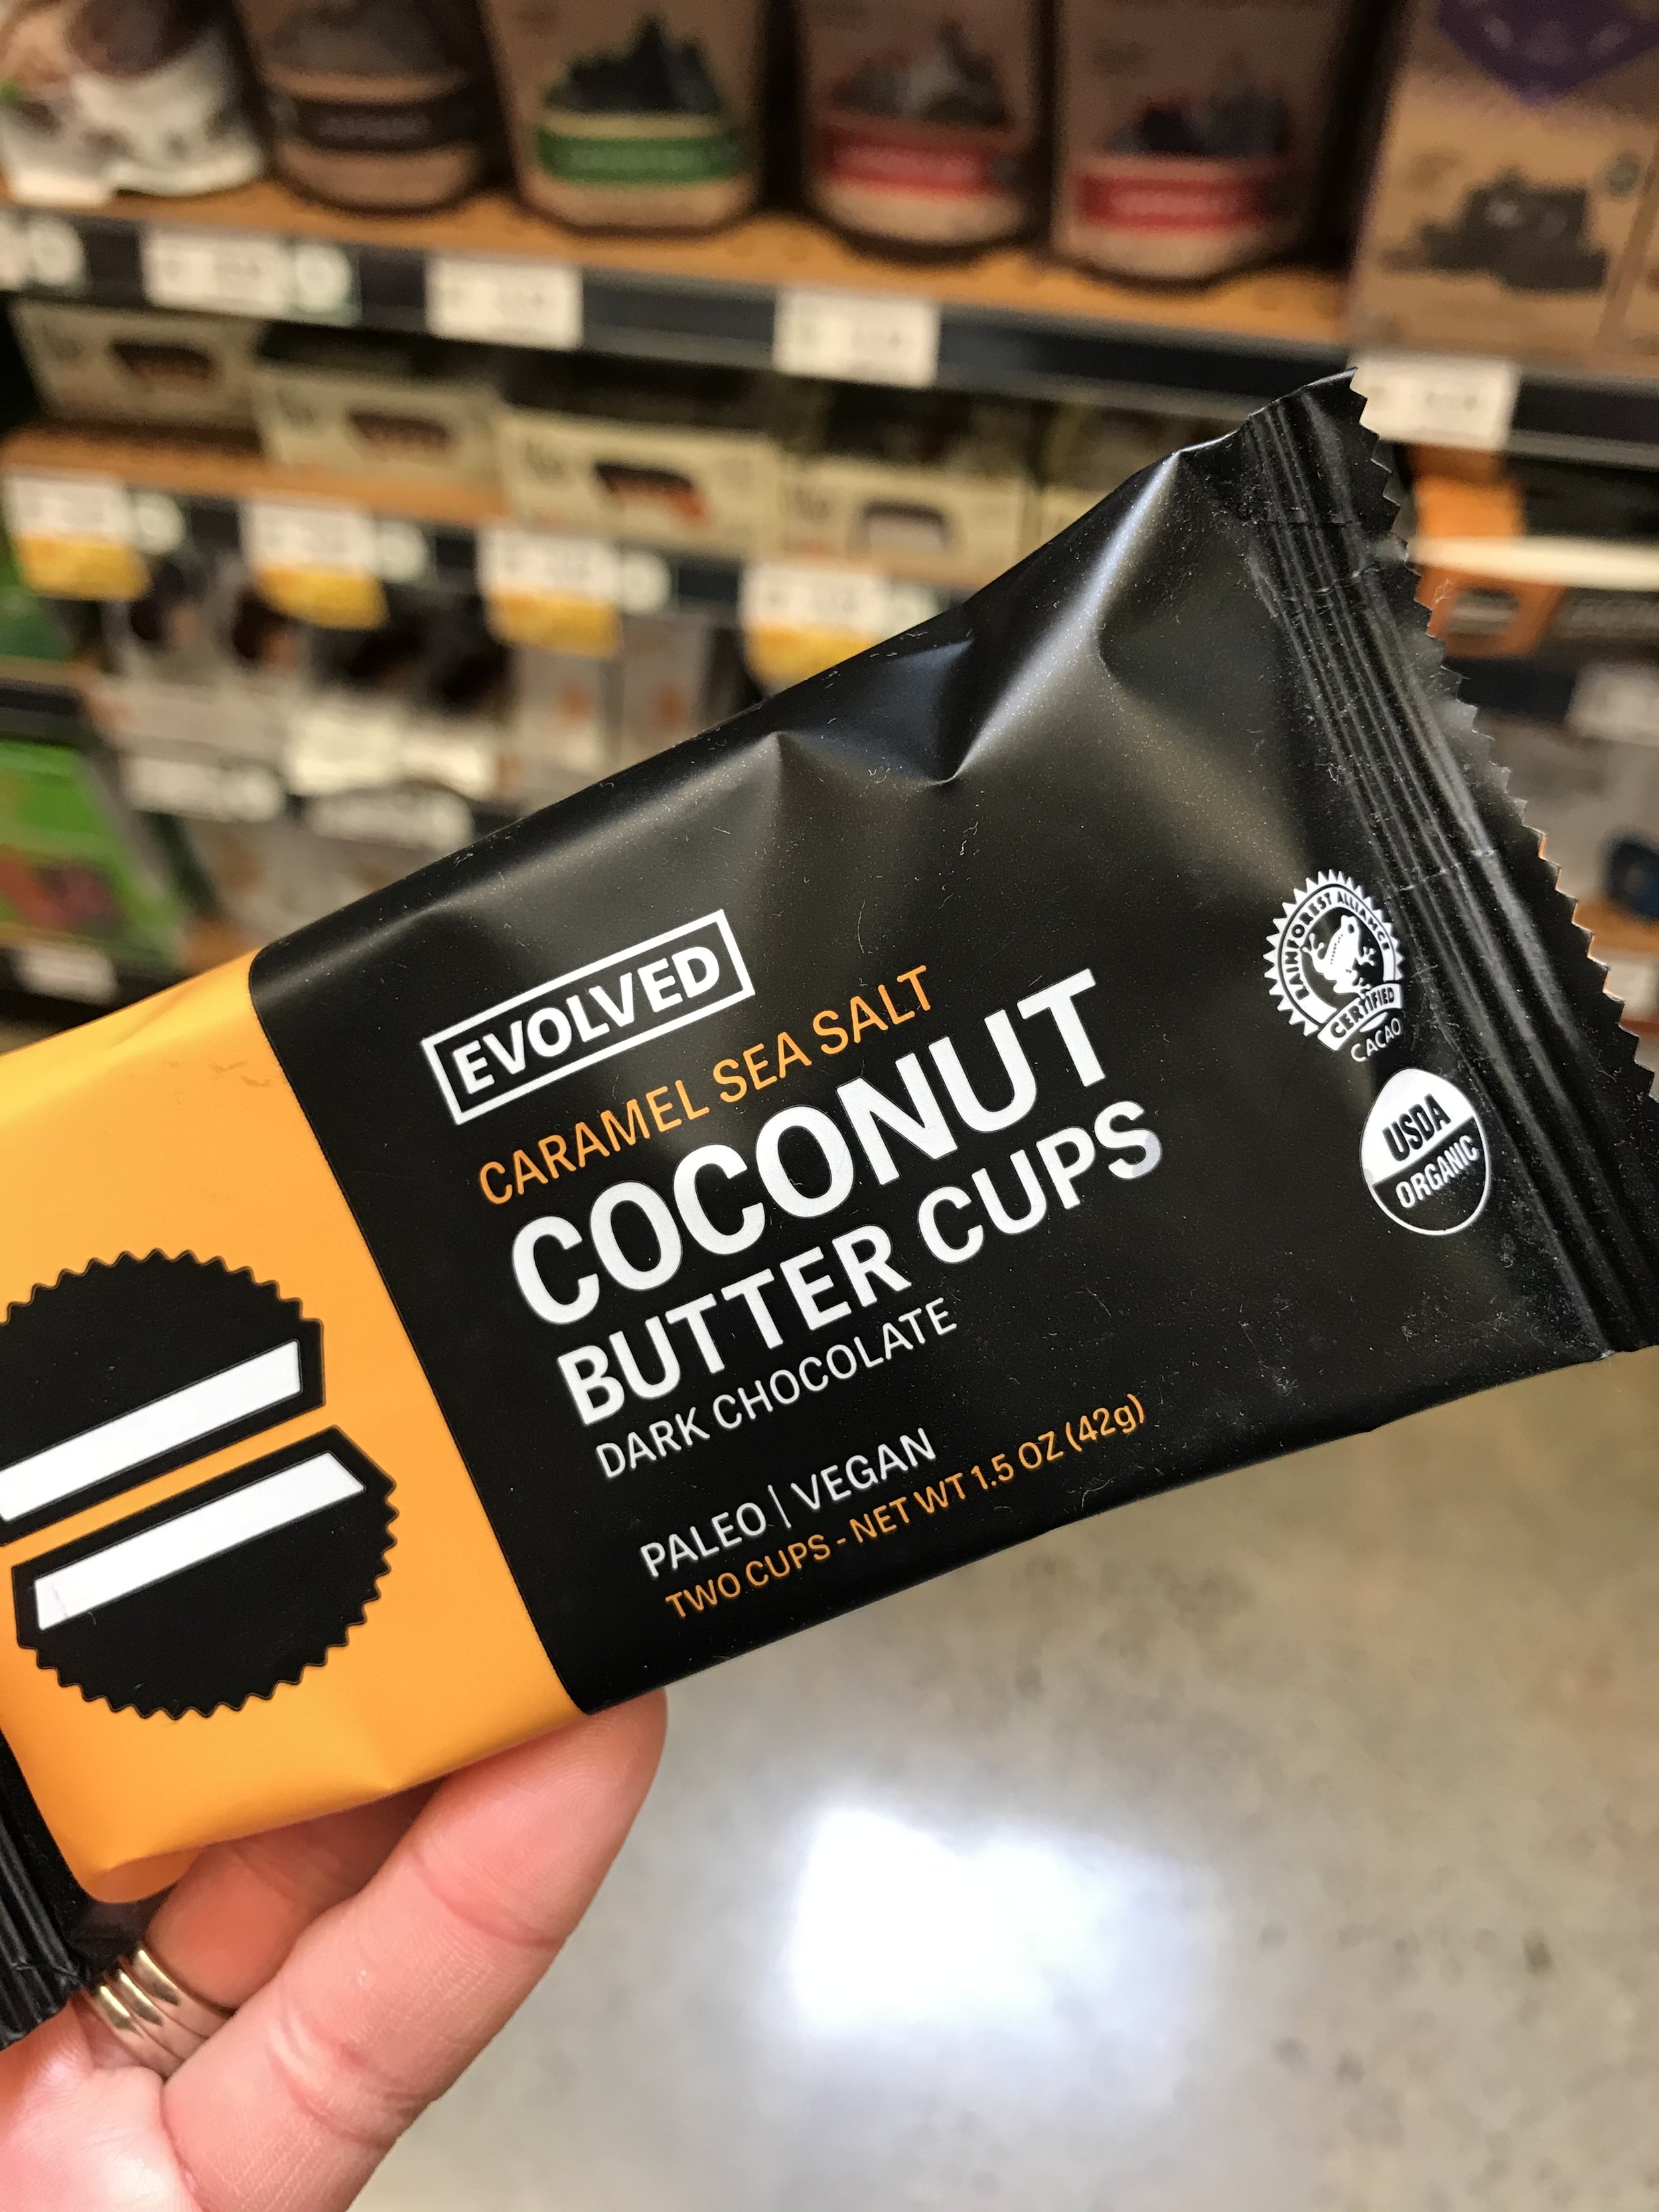 EVOLVED
CARAMEL SEA SALT
COCONUT
BUTTER CUPS
DARK CHOCOLATE
PALEO | VEGAN
TWO CUPS - NET WT 1.5 OZ (42g)
RAINFOREST ALLIANCE
CERTIFIED
CACAO
USDA
ORGANIC